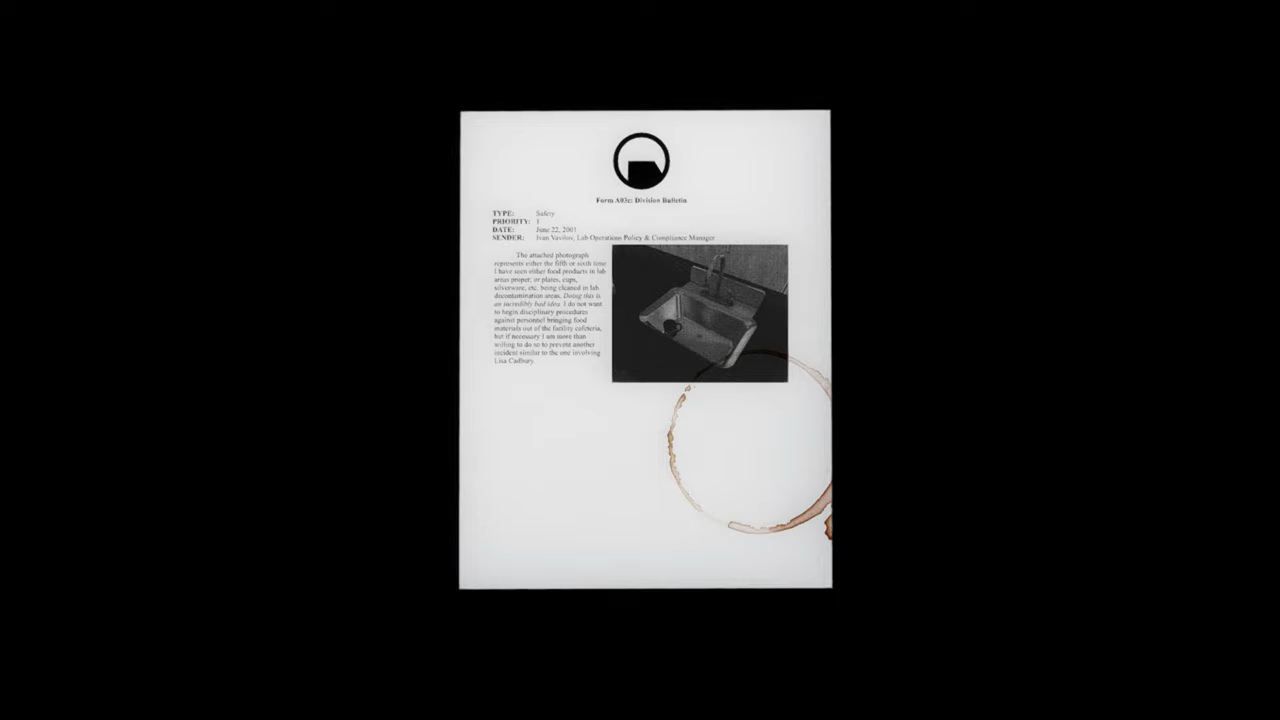 Form A03c: Division Bulletin
TYPE: Safety
PRIORITY: 1
DATE: June 22, 2001
SENDER: Ivan Vavilov, Lab Operations Policy & Compliance Manager
The attached photograph
represents either the fifth or sixth time
I have seen either food products in lab
areas proper; or plates, cups,
silverware, etc. being cleaned in lab
decontamination areas. Doing this is
an incredibly bad idea. I do not want
to begin disciplinary procedures
against personnel bringing food
materials out of the facility cafeteria,
but if necessary I am more than
willing to do so to prevent another
incident similar to the one involving
Lisa Cadbury.